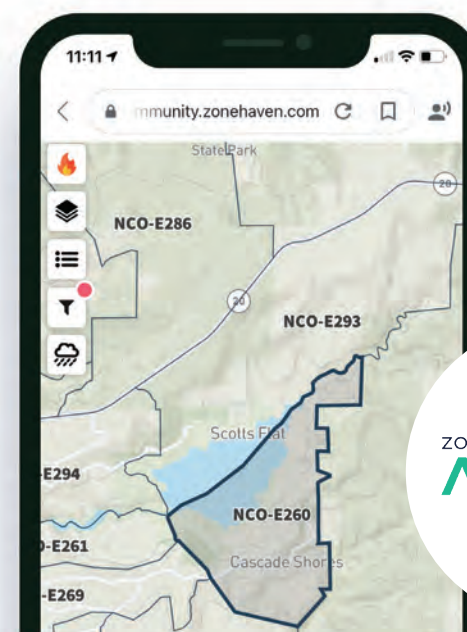 11:11
mmunity.zonehaven.com
State Park
20
NCO-E286
20
NCO-E293
Scotts Flat
-E294
ZO
NCO-E260
-E261
Cascade Shores
-E269